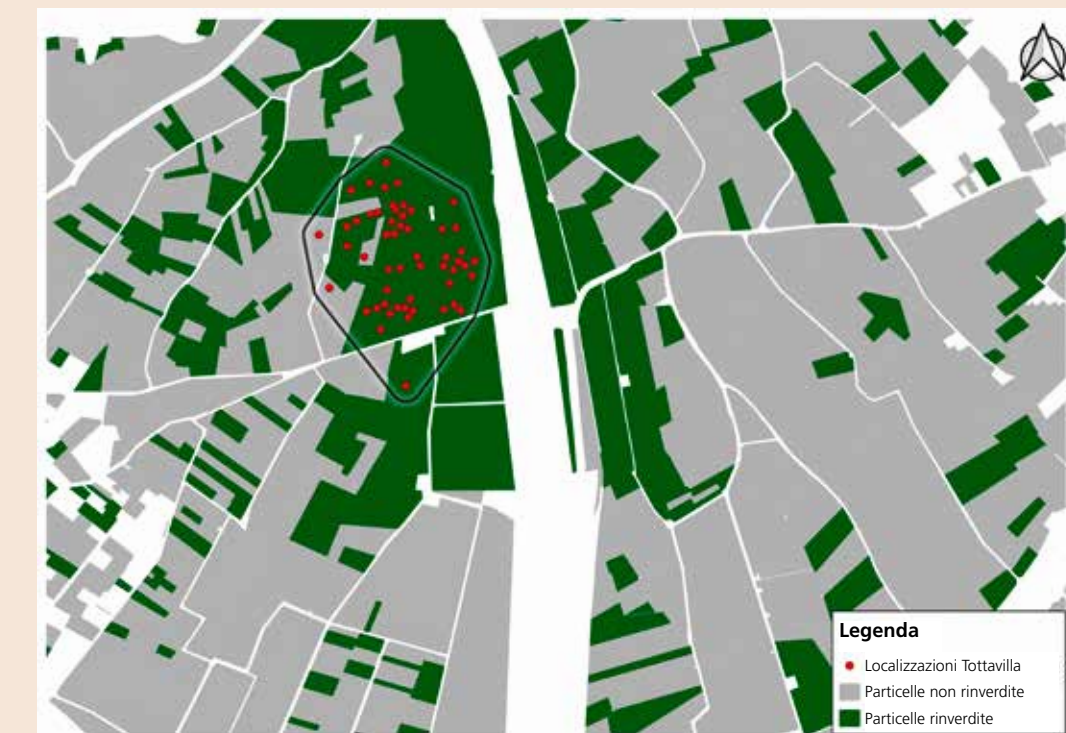 Legenda
Localizzazioni Tottavilla
Particelle non rinverdite
Particelle rinverdite